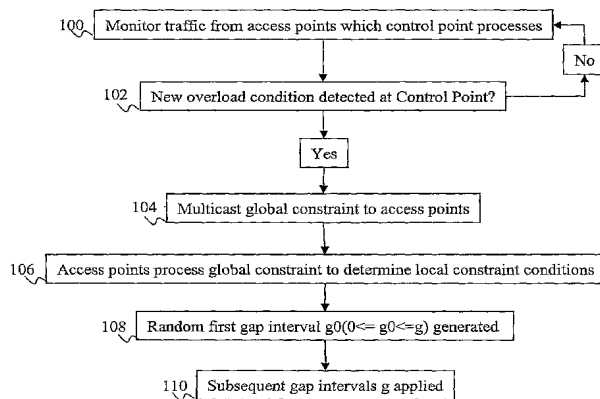 100 Monitor traffic from access points which control point processes
No
102 New overload condition detected at Control Point?
Yes
104 Multicast global constraint to access points
106 Access points process global constraint to determine local constraint conditions
108 Random first gap interval g0(0<= g0<=g) generated
110 Subsequent gap intervals g applied